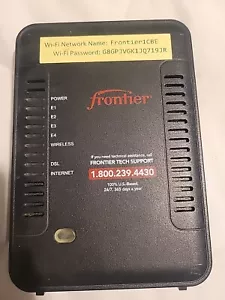 Wi-Fi Network Name: Frontier1CBE
Wi-Fi Password: G8GPJVGK1JQ719JR
frontier
POWER
E1
E2
E3
E4
WIRELESS
DSL
INTERNET
If you need technical assistance, call
FRONTIER TECH SUPPORT
1.800.239.4430
100% U.S.-Based,
24/7, 365 days a year